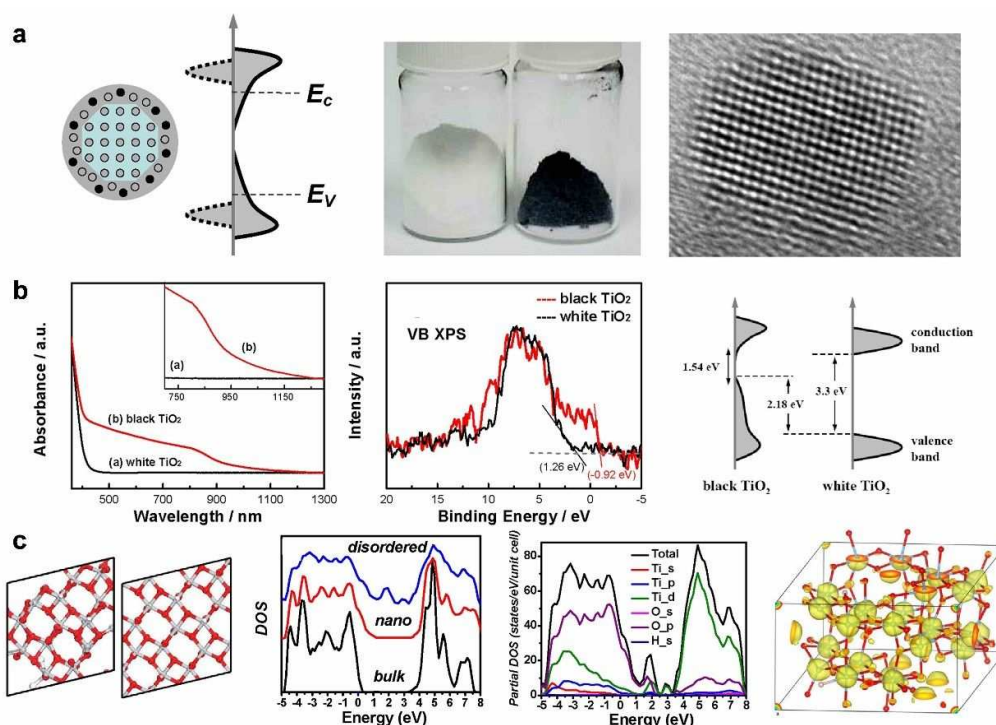 a
E_c
E_V
b
Absorbance / a.u.
(a)
(b)
700 900 1100
(b) black TiO₂
(a) white TiO₂
500 700 900 1100 1300
Wavelength / nm
Intensity / a.u.
VB XPS
black TiO₂
white TiO₂
(1.26 eV)
(-0.92 eV)
20 15 10 5 0 -5
Binding Energy / eV
1.54 eV
2.18 eV
3.3 eV
conduction
band
valence
band
black TiO₂
white TiO₂
c
DOS
disordered
nano
bulk
-5 -4 -3 -2 -1 0 1 2 3 4 5 6 7 8
Energy (eV)
Partial DOS (states/eV/unit cell)
80
60
40
20
0
Total
Ti_s
Ti_p
Ti_d
O_s
O_p
H_s
-5 -4 -3 -2 -1 0 1 2 3 4 5 6 7 8
Energy (eV)